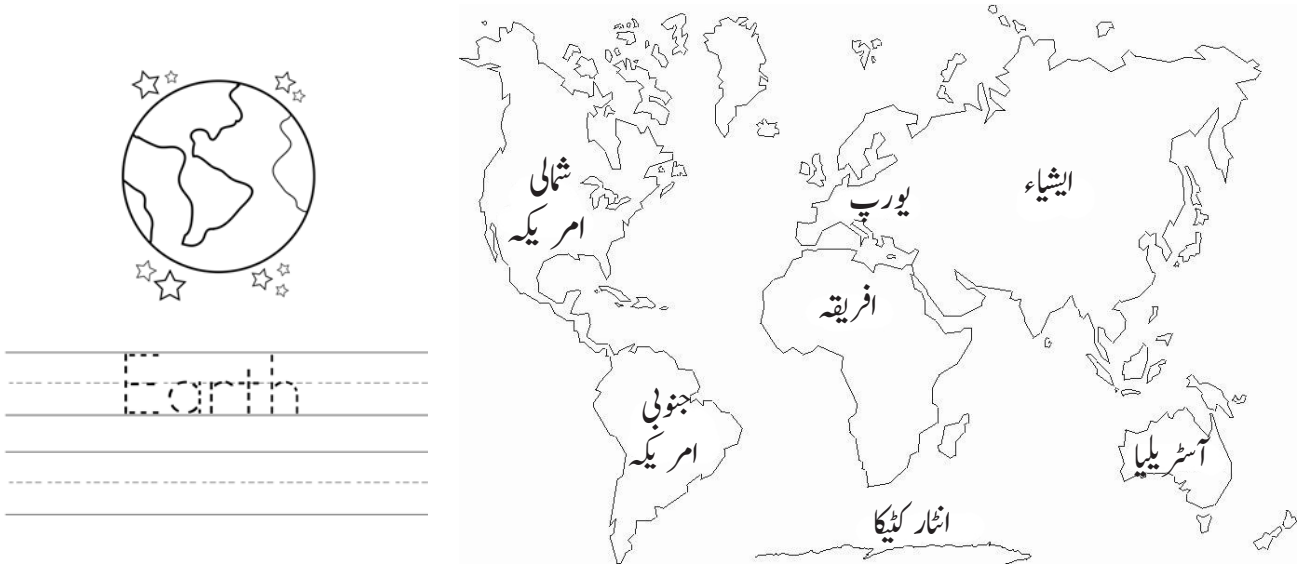 Earth
شمالی
امریکہ
یورپ
ایشیاء
افریقہ
جنوبی
امریکہ
آسٹریلیا
انٹارکٹیکا